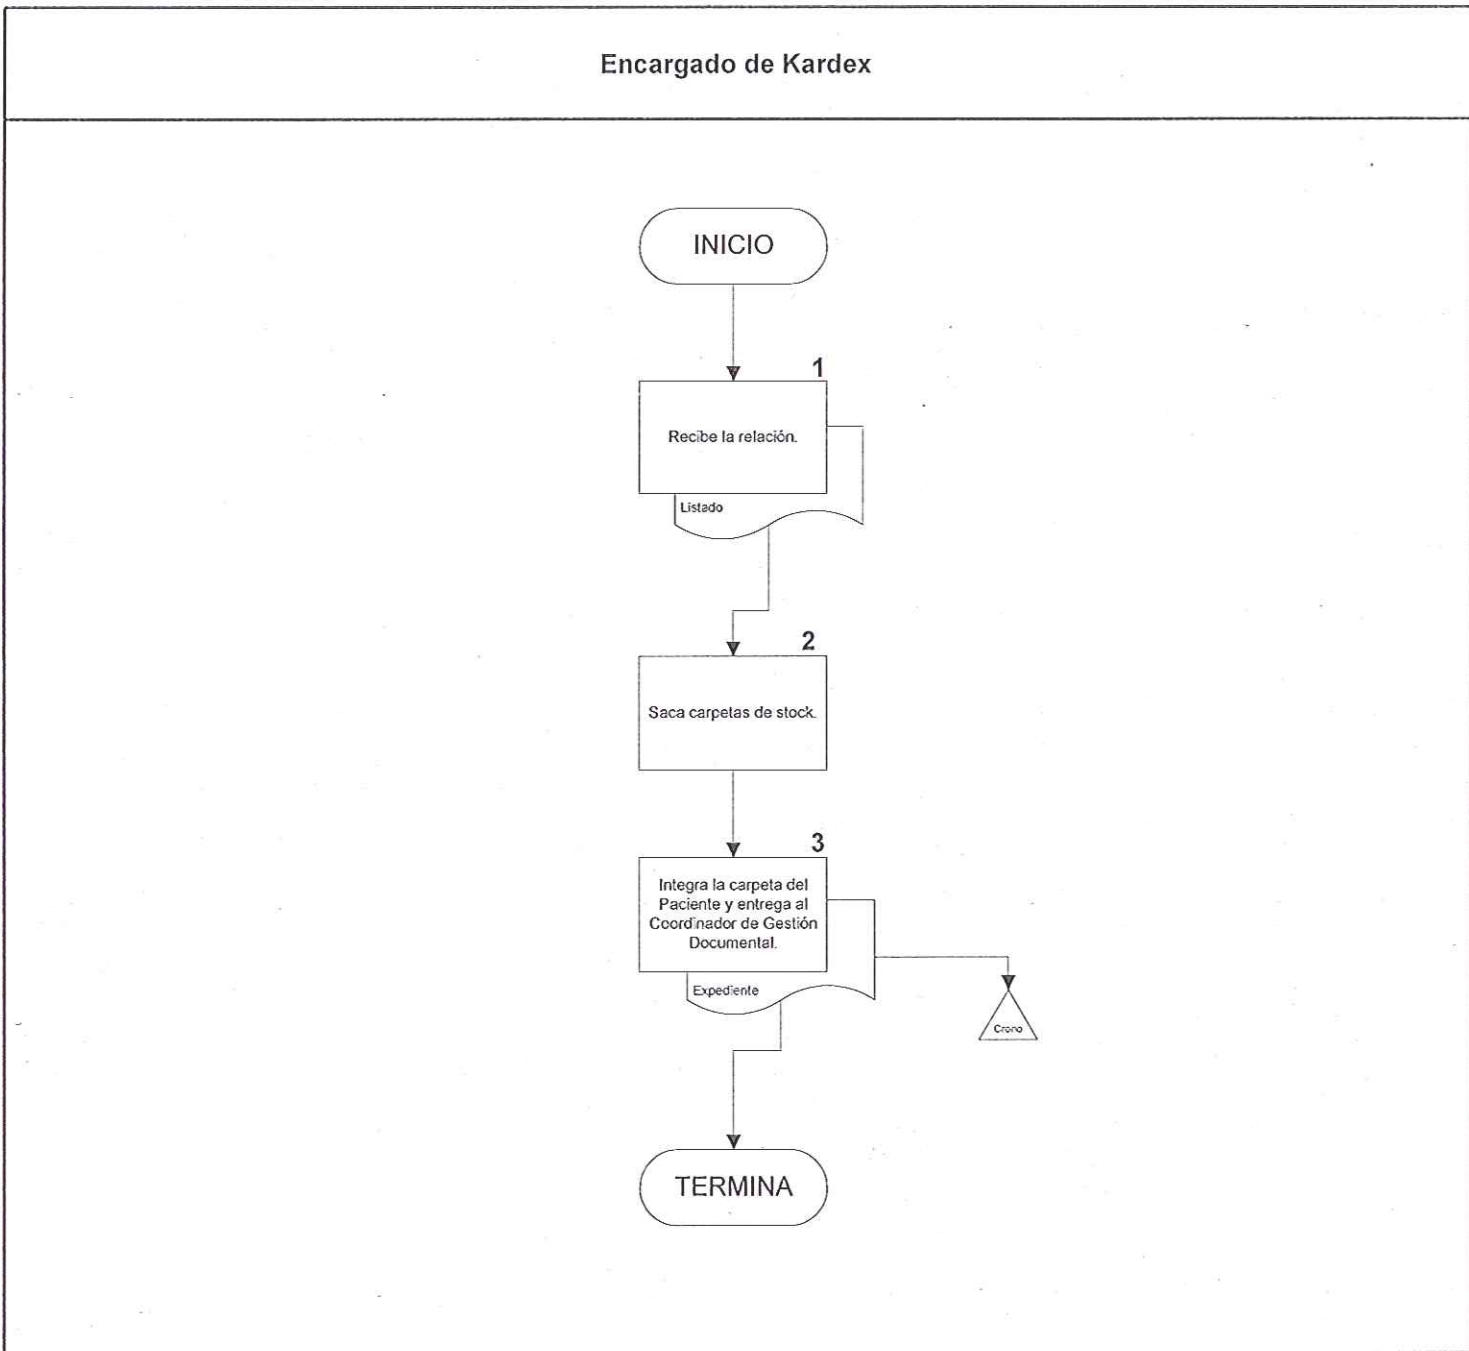 Encargado de Kardex
INICIO
1
Recibe la relación.
Listado
2
Saca carpetas de stock.
3
Integra la carpeta del
Paciente y entrega al
Coordinador de Gestión
Documental.
Expediente
Crono
TERMINA